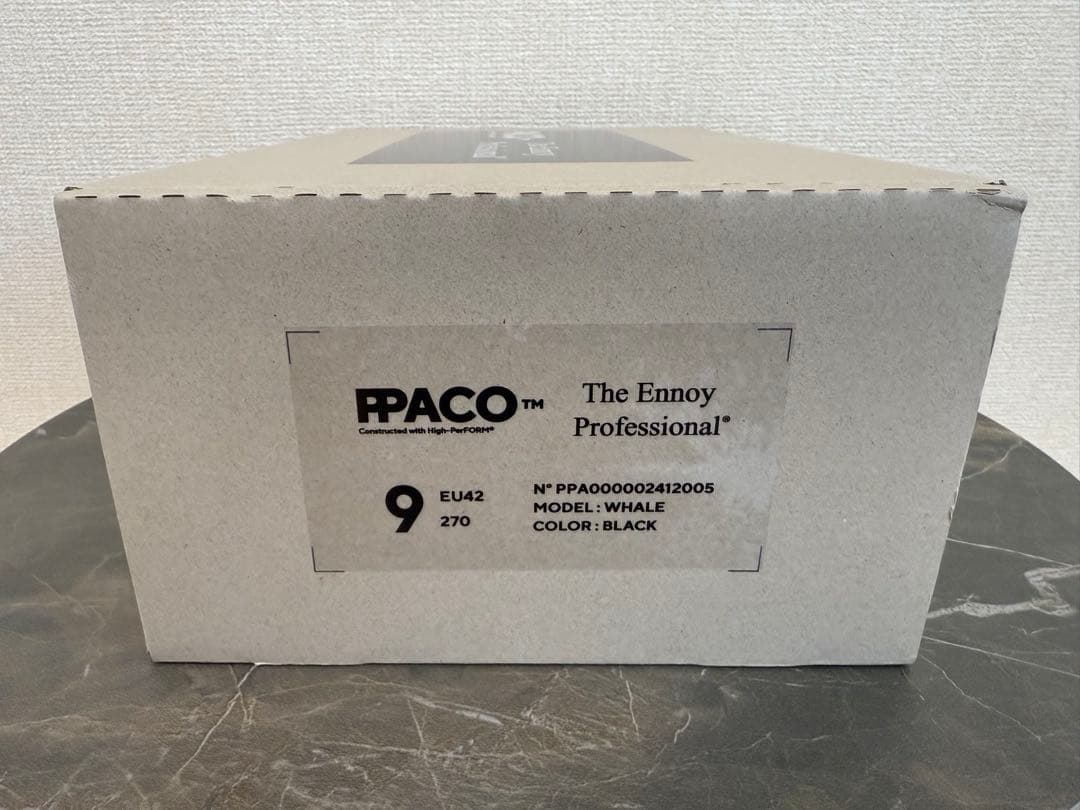 PPACO™
Constructed with High-PerFORM®
The Ennoy
Professional®
9
EU42
270
N° PPA000002412005
MODEL : WHALE
COLOR : BLACK